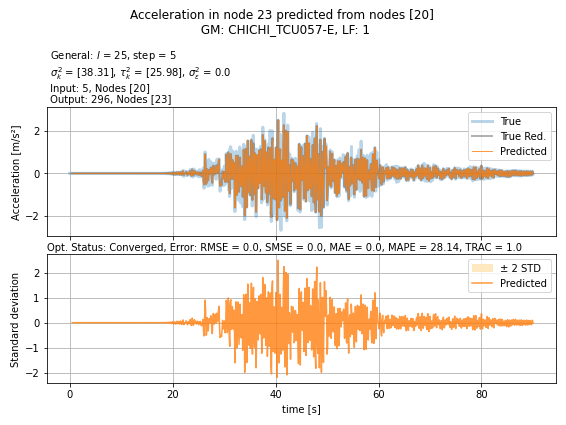 Acceleration in node 23 predicted from nodes [20]
GM: CHICHI_TCU057-E, LF: 1
General: l = 25, step = 5
σ²ₖ = [38.31], τ²ₖ = [25.98], σ²ε = 0.0
Input: 5, Nodes [20]
Output: 296, Nodes [23]
Acceleration [m/s²]
2
0
−2
True
True Red.
Predicted
Opt. Status: Converged, Error: RMSE = 0.0, SMSE = 0.0, MAE = 0.0, MAPE = 28.14, TRAC = 1.0
Standard deviation
2
1
0
−1
−2
± 2 STD
Predicted
0 20 40 60 80
time [s]